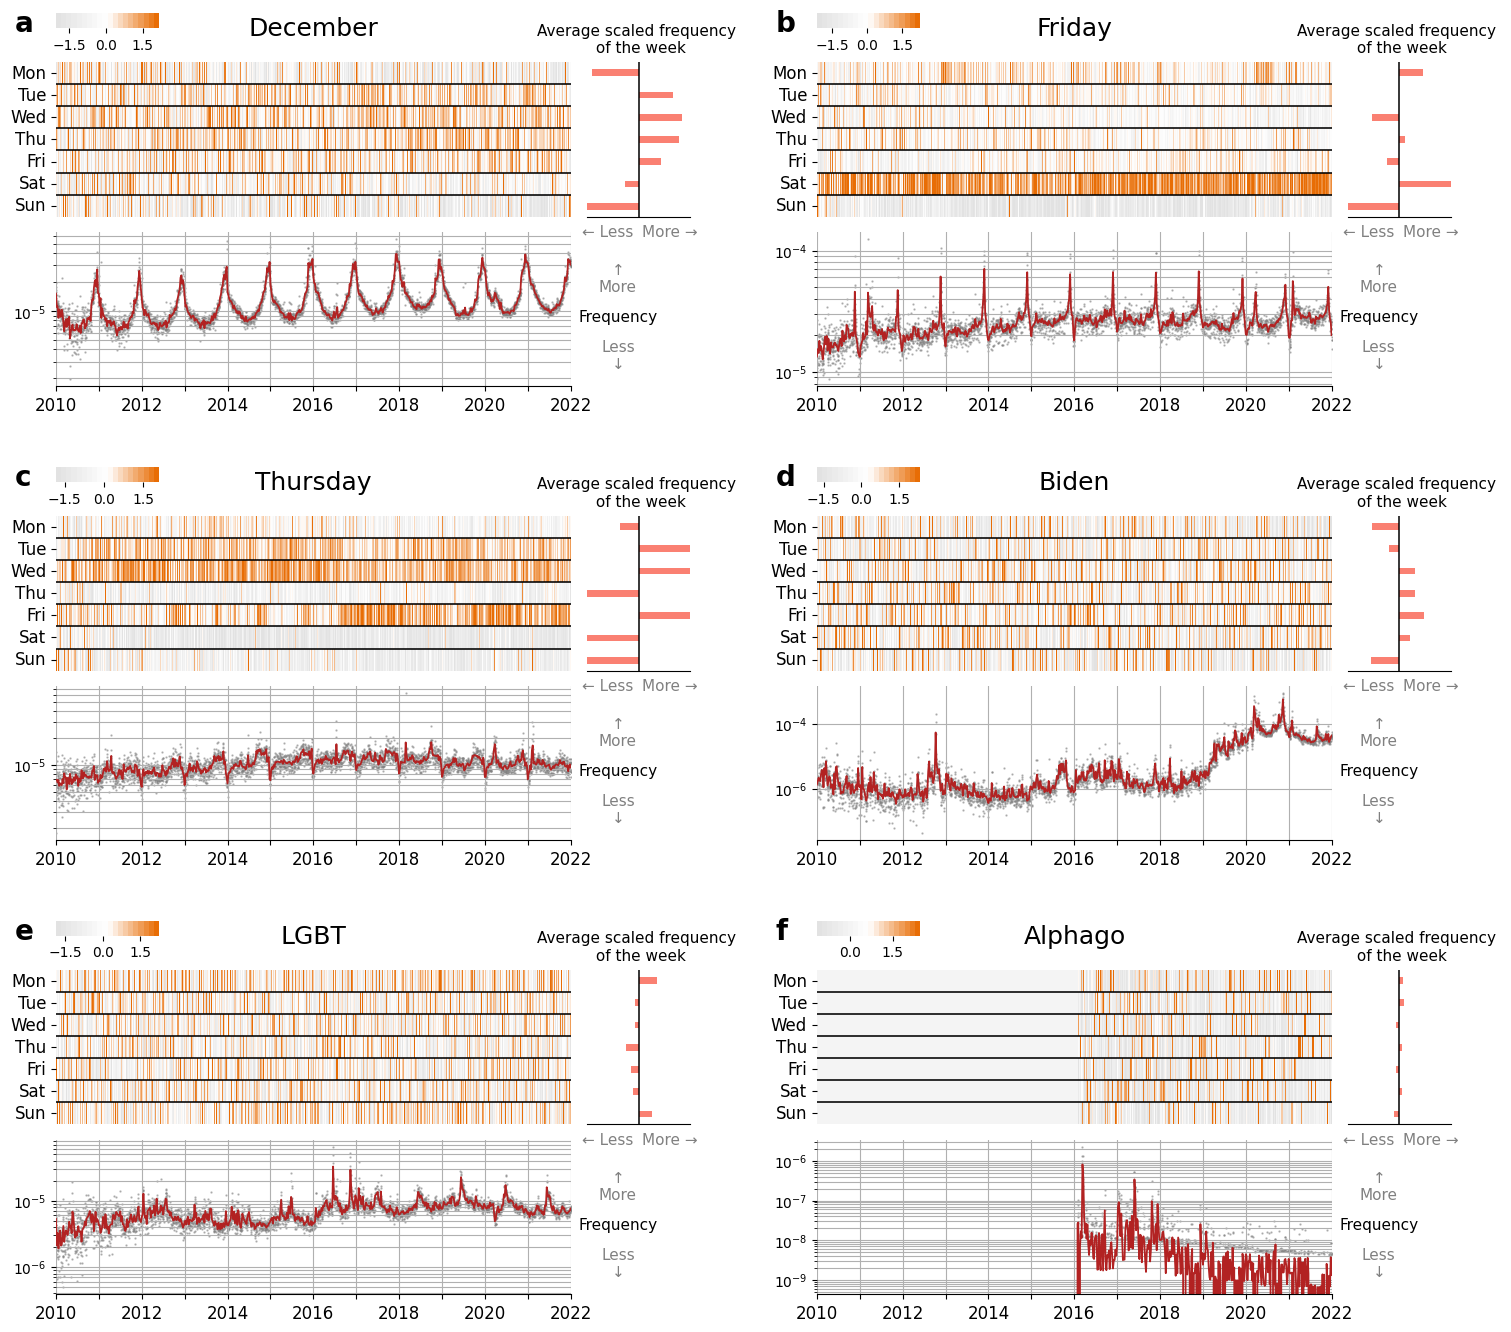 a
December
−1.5 0.0 1.5
Average scaled frequency
of the week
Mon
Tue
Wed
Thu
Fri
Sat
Sun
← Less More →
↑
More
Frequency
Less
↓
10⁻⁵
2010 2012 2014 2016 2018 2020 2022
b
Friday
−1.5 0.0 1.5
Average scaled frequency
of the week
Mon
Tue
Wed
Thu
Fri
Sat
Sun
← Less More →
10⁻⁴
↑
More
Frequency
Less
↓
10⁻⁵
2010 2012 2014 2016 2018 2020 2022
c
Thursday
−1.5 0.0 1.5
Average scaled frequency
of the week
Mon
Tue
Wed
Thu
Fri
Sat
Sun
← Less More →
↑
More
10⁻⁵
Frequency
Less
↓
2010 2012 2014 2016 2018 2020 2022
d
Biden
−1.5 0.0 1.5
Average scaled frequency
of the week
Mon
Tue
Wed
Thu
Fri
Sat
Sun
← Less More →
10⁻⁴
↑
More
Frequency
10⁻⁶
Less
↓
2010 2012 2014 2016 2018 2020 2022
e
LGBT
−1.5 0.0 1.5
Average scaled frequency
of the week
Mon
Tue
Wed
Thu
Fri
Sat
Sun
← Less More →
↑
More
10⁻⁵
Frequency
Less
10⁻⁶
↓
2010 2012 2014 2016 2018 2020 2022
f
Alphago
0.0 1.5
Average scaled frequency
of the week
Mon
Tue
Wed
Thu
Fri
Sat
Sun
← Less More →
10⁻⁶
↑
More
10⁻⁷
Frequency
10⁻⁸
Less
↓
10⁻⁹
2010 2012 2014 2016 2018 2020 2022